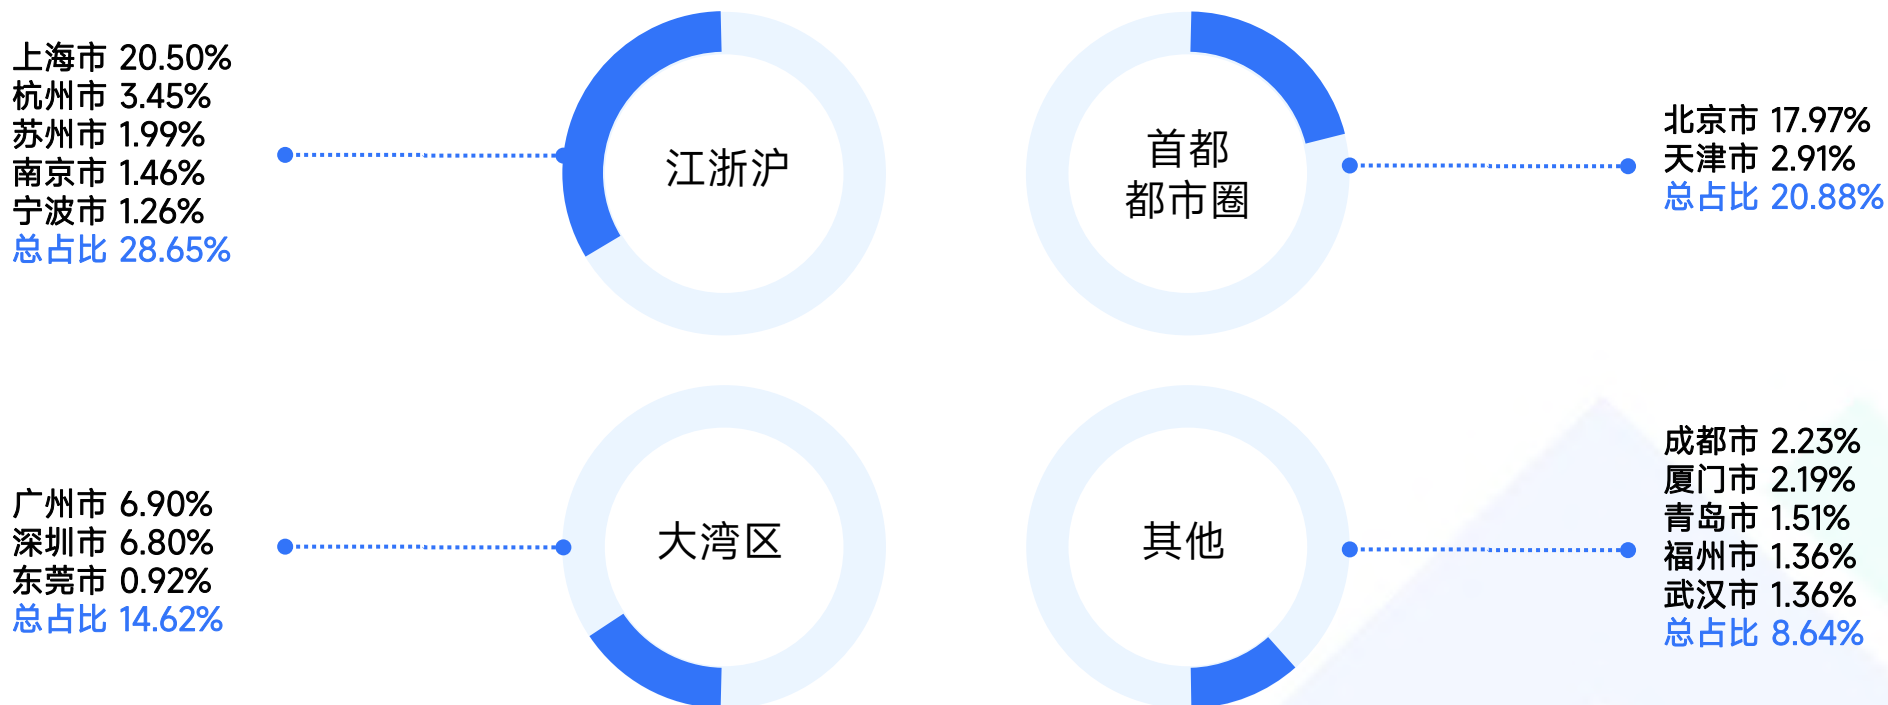 上海市 20.50%
杭州市 3.45%
苏州市 1.99%
南京市 1.46%
宁波市 1.26%
总占比 28.65%
江浙沪
首都
都市圈
北京市 17.97%
天津市 2.91%
总占比 20.88%
广州市 6.90%
深圳市 6.80%
东莞市 0.92%
总占比 14.62%
大湾区
其他
成都市 2.23%
厦门市 2.19%
青岛市 1.51%
福州市 1.36%
武汉市 1.36%
总占比 8.64%